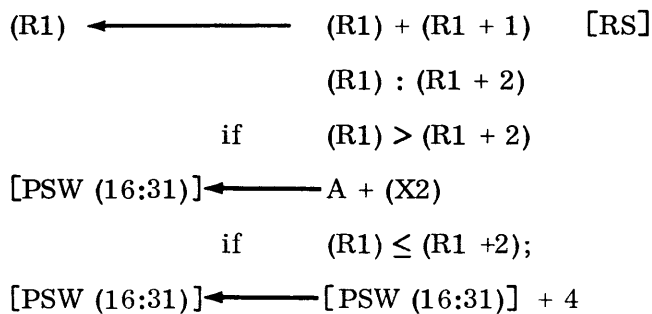 (R1) ← (R1) + (R1 + 1) [RS]
(R1) : (R1 + 2)
if (R1) > (R1 + 2)
[PSW (16:31)] ← A + (X2)
if (R1) ≤ (R1 +2);
[PSW (16:31)] ← [PSW (16:31)] + 4